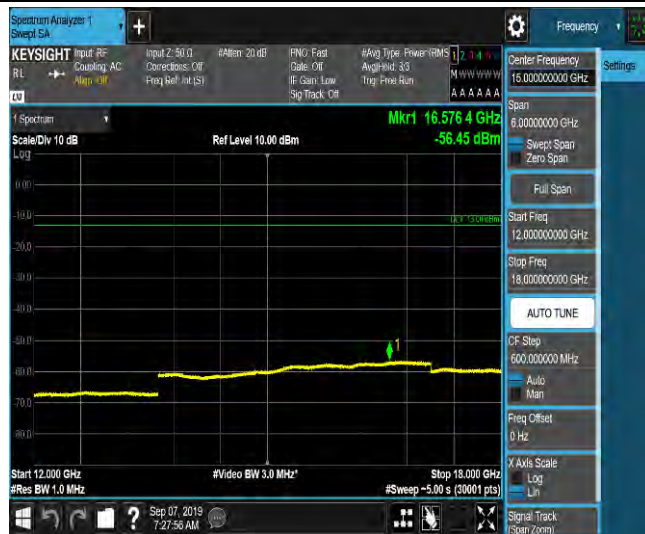 Spectrum Analyzer 1
Swept SA
Frequency
KEYSIGHT Input: RF
RL
Coupling: AC
Align: Off
Input Z: 50 Ω
Corrections: Off
Freq Ref: Int (S)
#Atten: 20 dB
PNO: Fast
Gate: Off
IF Gain: Low
Sig Track: Off
#Avg Type: Power (RMS
Avg|Hold: 3/3
Trig: Free Run
M W W W W W
A A A A A A
1 Spectrum
Scale/Div 10 dB
Log
Ref Level 10.00 dBm
Mkr1 16.576 4 GHz
-56.45 dBm
0.00
-10.0
-20.0
-30.0
-40.0
-50.0
-60.0
-70.0
-80.0
1
Start 12.000 GHz
#Res BW 1.0 MHz
#Video BW 3.0 MHz*
Stop 18.000 GHz
#Sweep ~5.00 s (30001 pts)
Sep 07, 2019
7:27:56 AM
Center Frequency
15.000000000 GHz
Settings
Span
6.00000000 GHz
Swept Span
Zero Span
Full Span
Start Freq
12.000000000 GHz
Stop Freq
18.000000000 GHz
AUTO TUNE
CF Step
600.000000 MHz
Auto
Man
Freq Offset
0 Hz
X Axis Scale
Log
Lin
Signal Track
(Span Zoom)